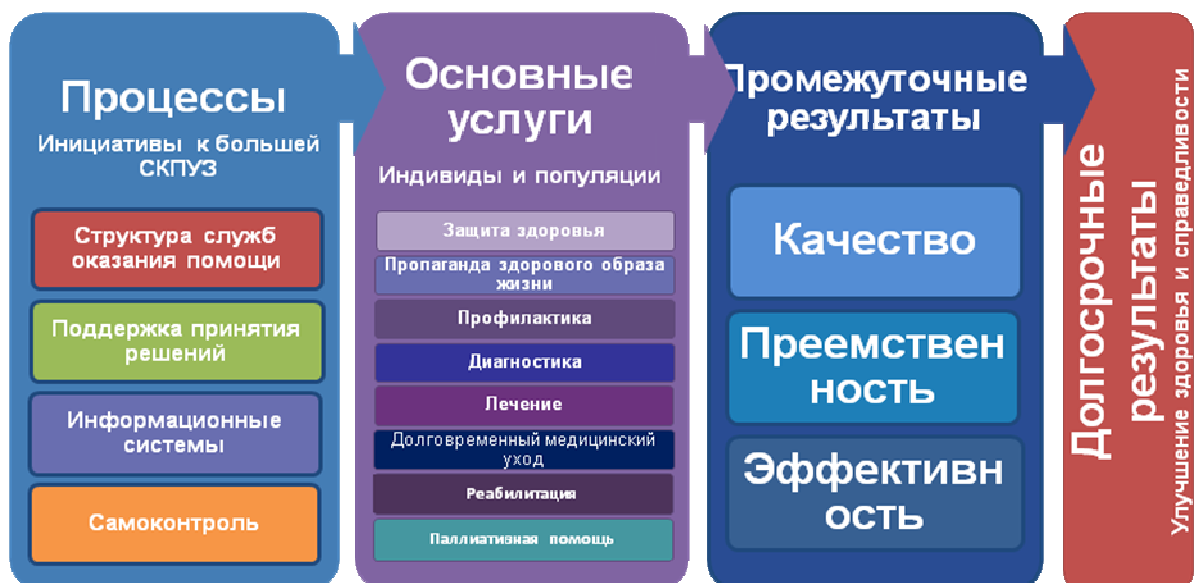 Процессы
Инициативы к большей
СКПУЗ
Структура служб
оказания помощи
Поддержка принятия
решений
Информационные
системы
Самоконтроль
Основные
услуги
Индивиды и популяции
Защита здоровья
Пропаганда здорового образа
жизни
Профилактика
Диагностика
Лечение
Долговременный медицинский
уход
Реабилитация
Паллиативная помощь
Промежуточные
результаты
Качество
Преемствен
ность
Эффективн
ость
Долгосрочные
результаты
Улучшение здоровья и справедливости